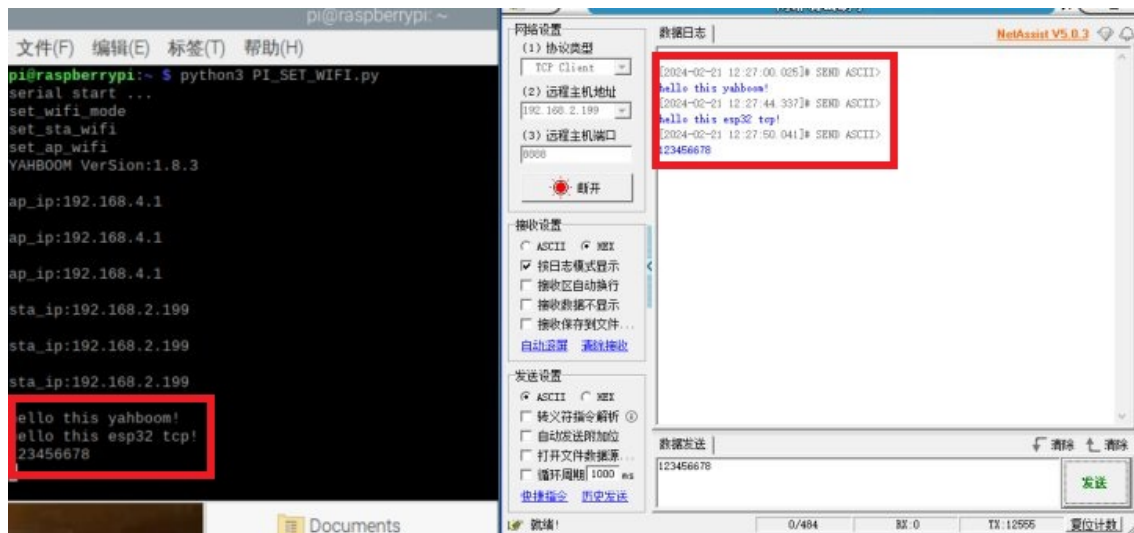 pi@raspberrypi: ~
文件(F) 编辑(E) 标签(T) 帮助(H)
pi@raspberrypi:~ $ python3 PI_SET_WIFI.py
serial start ...
set_wifi_mode
set_sta_wifi
set_ap_wifi
YAHBOOM VerSion:1.8.3
ap_ip:192.168.4.1
ap_ip:192.168.4.1
ap_ip:192.168.4.1
sta_ip:192.168.2.199
sta_ip:192.168.2.199
sta_ip:192.168.2.199
hello this yahboom!
hello this esp32 tcp!
123456678
Documents
网络设置
(1) 协议类型
TCP Client
(2) 远程主机地址
192.168.2.199
(3) 远程主机端口
断开
接收设置
ASCII HEX
按日志模式显示
接收区自动换行
接收数据不显示
接收保存到文件...
自动滚屏 清除接收
发送设置
ASCII HEX
转义符指令解析
自动发送附加位
打开文件数据源...
循环周期 1000 ms
快捷指令 历史发送
数据日志
NetAssist V5.0.3
[2024-02-21 12:27:00.025]# SEND ASCII>
hello this yahboom!
[2024-02-21 12:27:44.337]# SEND ASCII>
hello this esp32 tcp!
[2024-02-21 12:27:50.041]# SEND ASCII>
123456678
数据发送
清除 清除
123456678
发送
就绪!
0/484
RX:0
TX:12555
复位计数